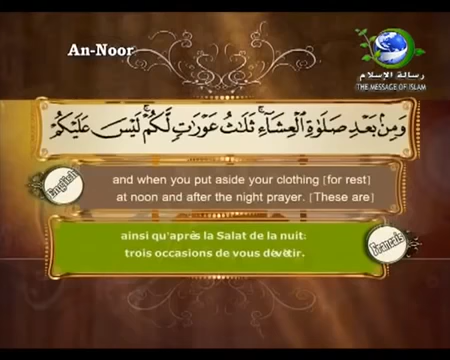 An-Noor
رسالة الإسلام
THE MESSAGE OF ISLAM
وَمِنۢ بَعْدِ صَلَوٰةِ ٱلْعِشَآءِ ۚ ثَلَٰثُ عَوْرَٰتٍ لَّكُمْ ۚ لَيْسَ عَلَيْكُمْ
English
and when you put aside your clothing [for rest]
at noon and after the night prayer. [These are]
ainsi qu'après la Salat de la nuit:
trois occasions de vous dévêtir.
Français